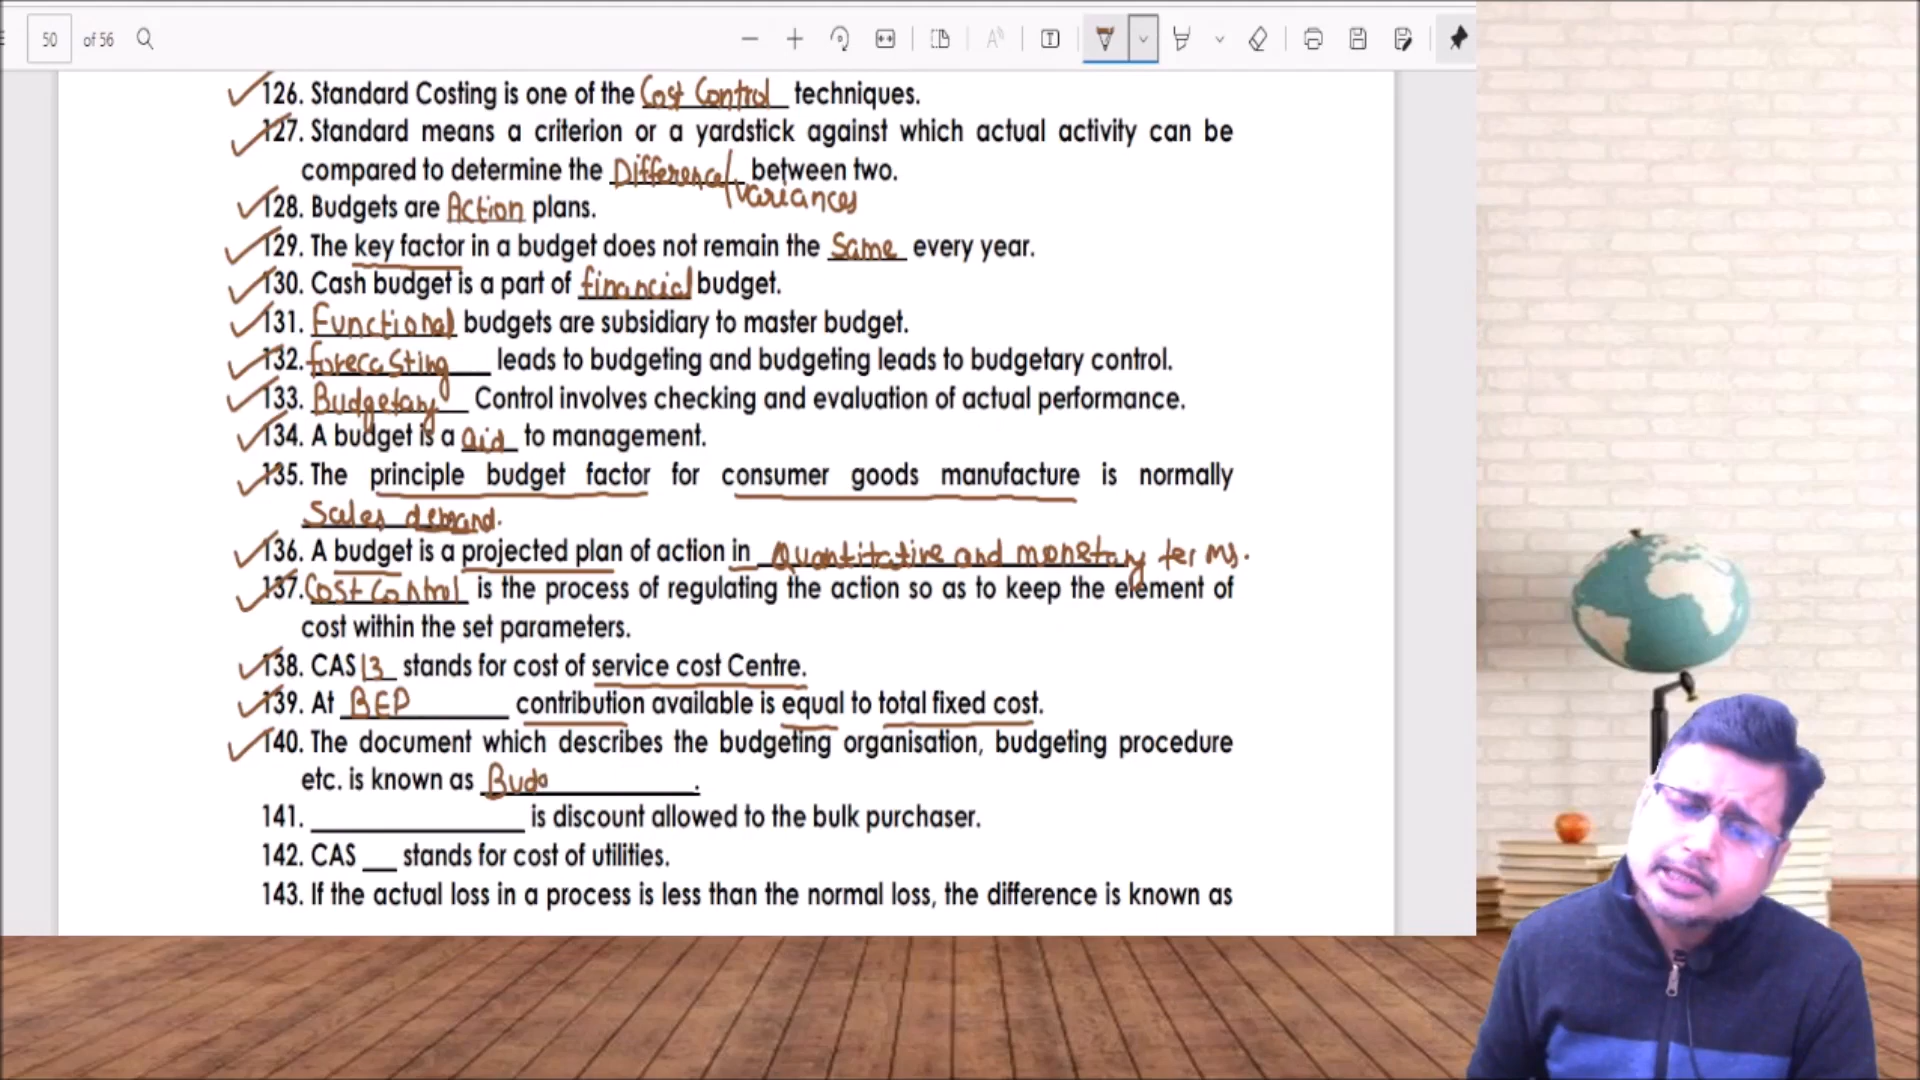 50 of 56
126. Standard Costing is one of the Cost Control techniques.
127. Standard means a criterion or a yardstick against which actual activity can be
compared to determine the Difference/ between two.
variances
128. Budgets are Action plans.
129. The key factor in a budget does not remain the Same every year.
130. Cash budget is a part of financial budget.
131. Functional budgets are subsidiary to master budget.
132. forecasting leads to budgeting and budgeting leads to budgetary control.
133. Budgetary Control involves checking and evaluation of actual performance.
134. A budget is a aid to management.
135. The principle budget factor for consumer goods manufacture is normally
Sales demand.
136. A budget is a projected plan of action in Quantitative and monetary terms.
137. Cost Control is the process of regulating the action so as to keep the element of
cost within the set parameters.
138. CAS 13 stands for cost of service cost Centre.
139. At BEP contribution available is equal to total fixed cost.
140. The document which describes the budgeting organisation, budgeting procedure
etc. is known as Bud .
141. is discount allowed to the bulk purchaser.
142. CAS stands for cost of utilities.
143. If the actual loss in a process is less than the normal loss, the difference is known as